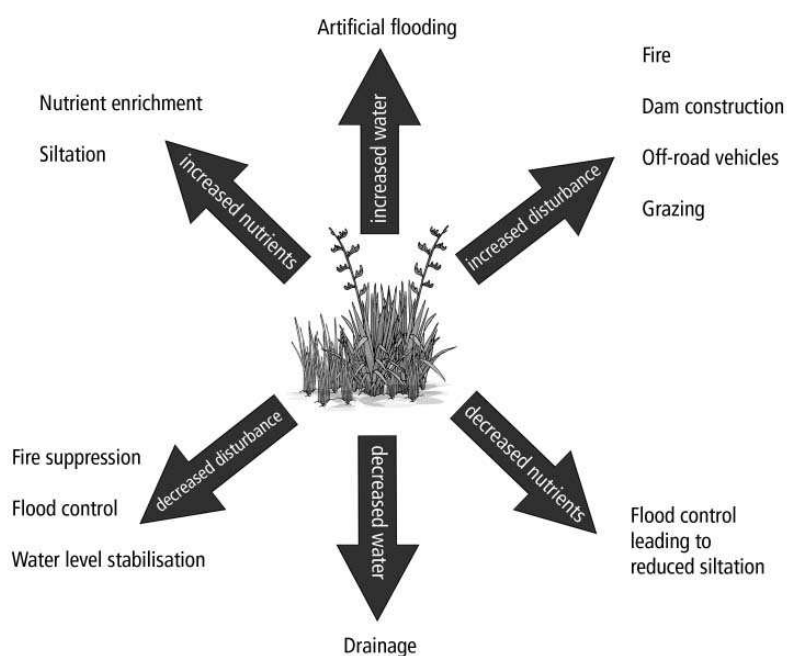 Artificial flooding
increased water
Nutrient enrichment
Siltation
increased nutrients
Fire
Dam construction
Off-road vehicles
Grazing
increased disturbance
Fire suppression
Flood control
Water level stabilisation
decreased disturbance
decreased water
Drainage
decreased nutrients
Flood control
leading to
reduced siltation